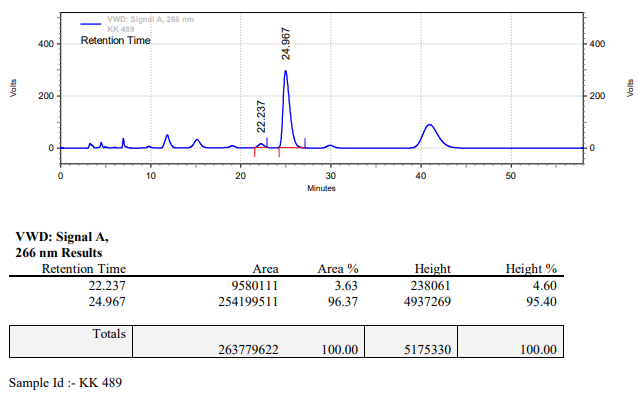 VWD: Signal A, 266 nm
KK 489
Retention Time
24.967
22.237
400
200
0
400
200
0
Volts
Volts
0 10 20 30 40 50
Minutes
VWD: Signal A,
266 nm Results
Retention Time Area Area % Height Height %
22.237 9580111 3.63 238061 4.60
24.967 254199511 96.37 4937269 95.40
Totals
263779622 100.00 5175330 100.00
Sample Id :- KK 489